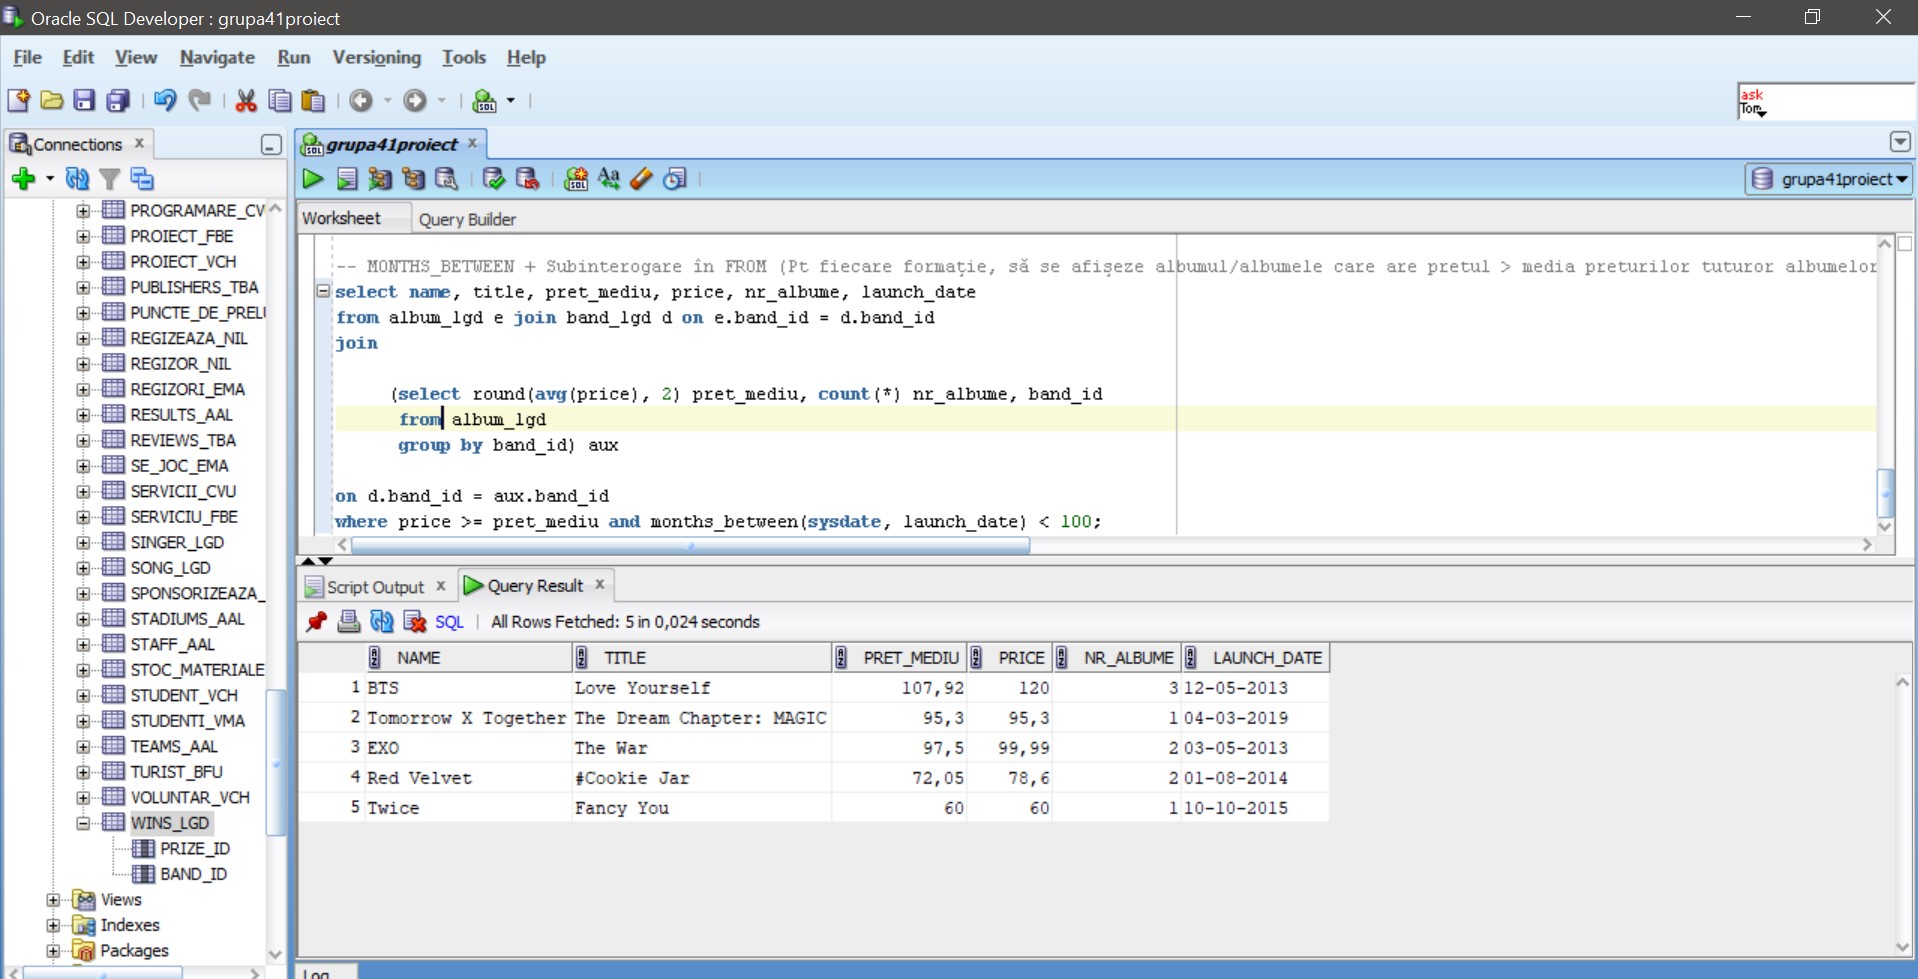 Oracle SQL Developer : grupa41proiect
File Edit View Navigate Run Versioning Tools Help
SQL
ask
Tom
Connections
grupa41proiect
grupa41proiect
Worksheet Query Builder
PROGRAMARE_CV
PROIECT_FBE
PROIECT_VCH
PUBLISHERS_TBA
PUNCTE_DE_PREL
REGIZEAZA_NIL
REGIZOR_NIL
REGIZORI_EMA
RESULTS_AAL
REVIEWS_TBA
SE_JOC_EMA
SERVICII_CVU
SERVICIU_FBE
SINGER_LGD
SONG_LGD
SPONSORIZEAZA_
STADIUMS_AAL
STAFF_AAL
STOC_MATERIALE
STUDENT_VCH
STUDENTI_VMA
TEAMS_AAL
TURIST_BFU
VOLUNTAR_VCH
WINS_LGD
PRIZE_ID
BAND_ID
Views
Indexes
Packages
-- MONTHS_BETWEEN + Subinterogare în FROM (Pt fiecare formație, să se afișeze albumul/albumele care are pretul > media preturilor tuturor albumelor
select name, title, pret_mediu, price, nr_albume, launch_date
from album_lgd e join band_lgd d on e.band_id = d.band_id
join
(select round(avg(price), 2) pret_mediu, count(*) nr_albume, band_id
from album_lgd
group by band_id) aux
on d.band_id = aux.band_id
where price >= pret_mediu and months_between(sysdate, launch_date) < 100;
Script Output Query Result
SQL All Rows Fetched: 5 in 0,024 seconds
NAME TITLE PRET_MEDIU PRICE NR_ALBUME LAUNCH_DATE
1 BTS Love Yourself 107,92 120 3 12-05-2013
2 Tomorrow X Together The Dream Chapter: MAGIC 95,3 95,3 1 04-03-2019
3 EXO The War 97,5 99,99 2 03-05-2013
4 Red Velvet #Cookie Jar 72,05 78,6 2 01-08-2014
5 Twice Fancy You 60 60 1 10-10-2015
Log